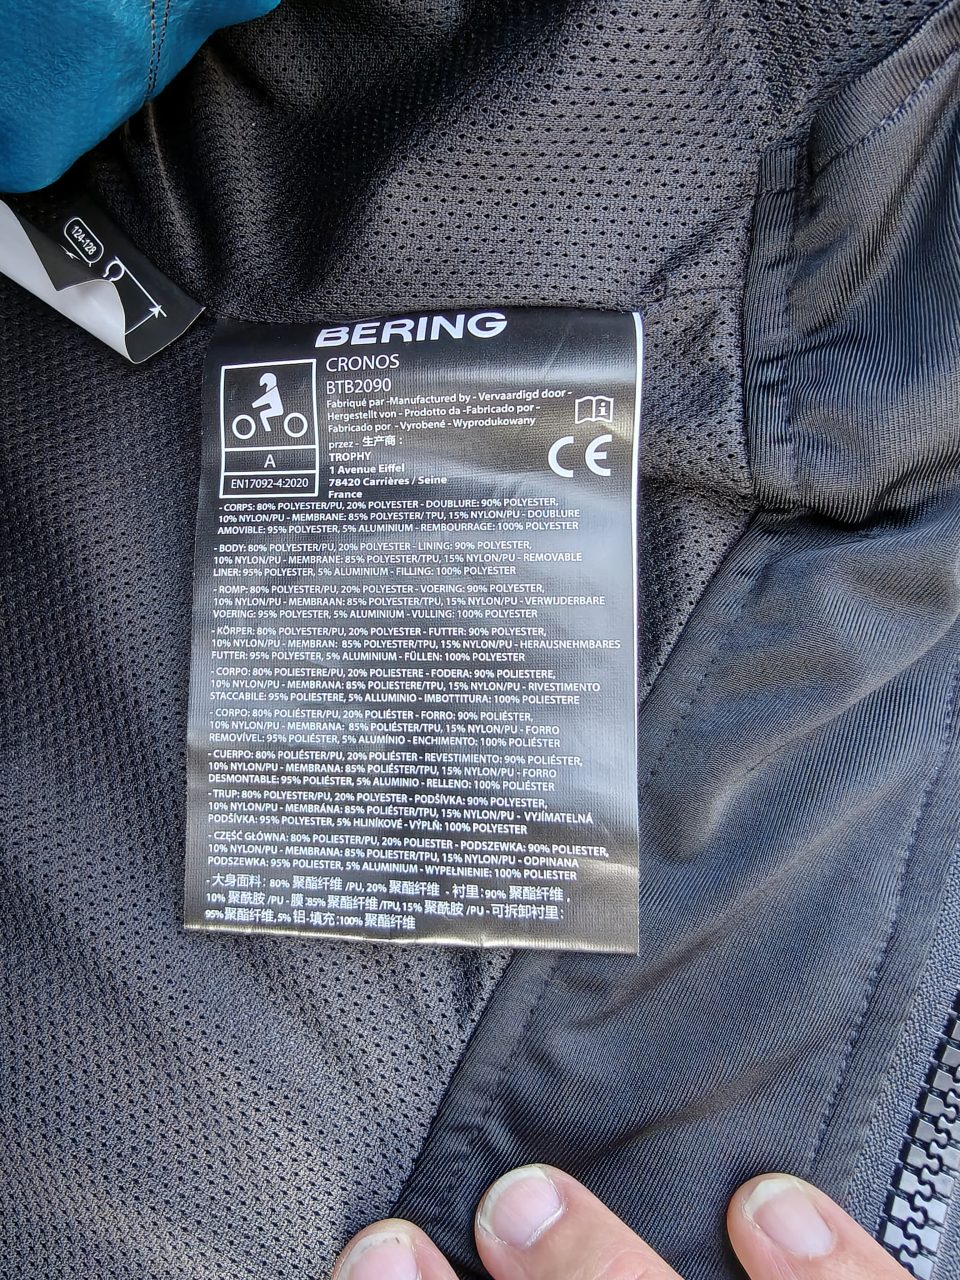 124-128
BERING
CRONOS
BTB2090
Fabriqué par -Manufactured by - Vervaardigd door -
Hergestellt von - Prodotto da -Fabricado por -
Fabricado por - Vyrobené - Wyprodukowany
przez - 生产商 :
TROPHY
1 Avenue Eiffel
78420 Carrières / Seine
France
A
EN17092-4:2020
CE
- CORPS: 80% POLYESTER/PU, 20% POLYESTER - DOUBLURE: 90% POLYESTER,
10% NYLON/PU - MEMBRANE: 85% POLYESTER/ TPU, 15% NYLON/PU - DOUBLURE
AMOVIBLE: 95% POLYESTER, 5% ALUMINIUM - REMBOURRAGE: 100% POLYESTER
- BODY: 80% POLYESTER/PU, 20% POLYESTER - LINING: 90% POLYESTER,
10% NYLON/PU - MEMBRANE: 85% POLYESTER/TPU, 15% NYLON/PU - REMOVABLE
LINER: 95% POLYESTER, 5% ALUMINIUM - FILLING: 100% POLYESTER
- ROMP: 80% POLYESTER/PU, 20% POLYESTER - VOERING: 90% POLYESTER,
10% NYLON/PU - MEMBRAAN: 85% POLYESTER/TPU, 15% NYLON/PU - VERWIJDERBARE
VOERING: 95% POLYESTER, 5% ALUMINIUM - VULLING: 100% POLYESTER
- KÖRPER: 80% POLYESTER/PU, 20% POLYESTER - FUTTER: 90% POLYESTER,
10% NYLON/PU - MEMBRAN: 85% POLYESTER/TPU, 15% NYLON/PU - HERAUSNEHMBARES
FUTTER: 95% POLYESTER, 5% ALUMINIUM - FÜLLEN: 100% POLYESTER
- CORPO: 80% POLIESTERE/PU, 20% POLIESTERE - FODERA: 90% POLIESTERE,
10% NYLON/PU - MEMBRANA: 85% POLIESTERE/TPU, 15% NYLON/PU - RIVESTIMENTO
STACCABILE: 95% POLIESTERE, 5% ALLUMINIO - IMBOTTITURA: 100% POLIESTERE
- CORPO: 80% POLIÉSTER/PU, 20% POLIÉSTER - FORRO: 90% POLIÉSTER,
10% NYLON/PU - MEMBRANA: 85% POLIÉSTER/TPU, 15% NYLON/PU - FORRO
REMOVÍVEL: 95% POLIÉSTER, 5% ALUMÍNIO - ENCHIMENTO: 100% POLIÉSTER
- CUERPO: 80% POLIÉSTER/PU, 20% POLIÉSTER - REVESTIMIENTO: 90% POLIÉSTER,
10% NYLON/PU - MEMBRANA: 85% POLIÉSTER/TPU, 15% NYLON/PU - FORRO
DESMONTABLE: 95% POLIÉSTER, 5% ALUMINIO - RELLENO: 100% POLIÉSTER
- TRUP: 80% POLYESTER/PU, 20% POLYESTER - PODŠÍVKA: 90% POLYESTER,
10% NYLON/PU - MEMBRÁNA: 85% POLIÉSTER/TPU, 15% NYLON/PU - VYJÍMATELNÁ
PODŠÍVKA: 95% POLYESTER, 5% HLINÍKOVÉ - VÝPLŇ: 100% POLYESTER
- CZĘŚĆ GŁÓWNA: 80% POLIESTER/PU, 20% POLIESTER - PODSZEWKA: 90% POLIESTER,
10% NYLON/PU - MEMBRANA: 85% POLIESTER/TPU, 15% NYLON/PU - ODPINANA
PODSZEWKA: 95% POLIESTER, 5% ALUMINIUM - WYPEŁNIENIE: 100% POLIESTER
- 大身面料: 80% 聚酯纤维 /PU, 20% 聚酯纤维 - 衬里: 90% 聚酯纤维 ,
10% 聚酰胺 /PU - 膜:85% 聚酯纤维 /TPU,15% 聚酰胺 /PU - 可拆卸衬里:
95% 聚酯纤维, 5% 铝-填充:100% 聚酯纤维